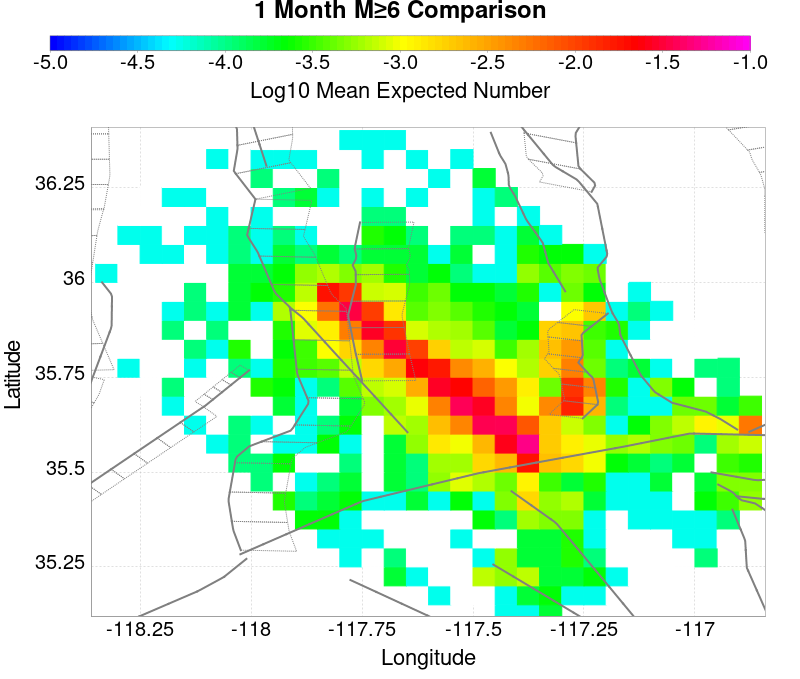 1 Month M≥6 Comparison
-5.0 -4.5 -4.0 -3.5 -3.0 -2.5 -2.0 -1.5 -1.0
Log10 Mean Expected Number
36.25
36
35.75
35.5
35.25
Latitude
-118.25 -118 -117.75 -117.5 -117.25 -117
Longitude